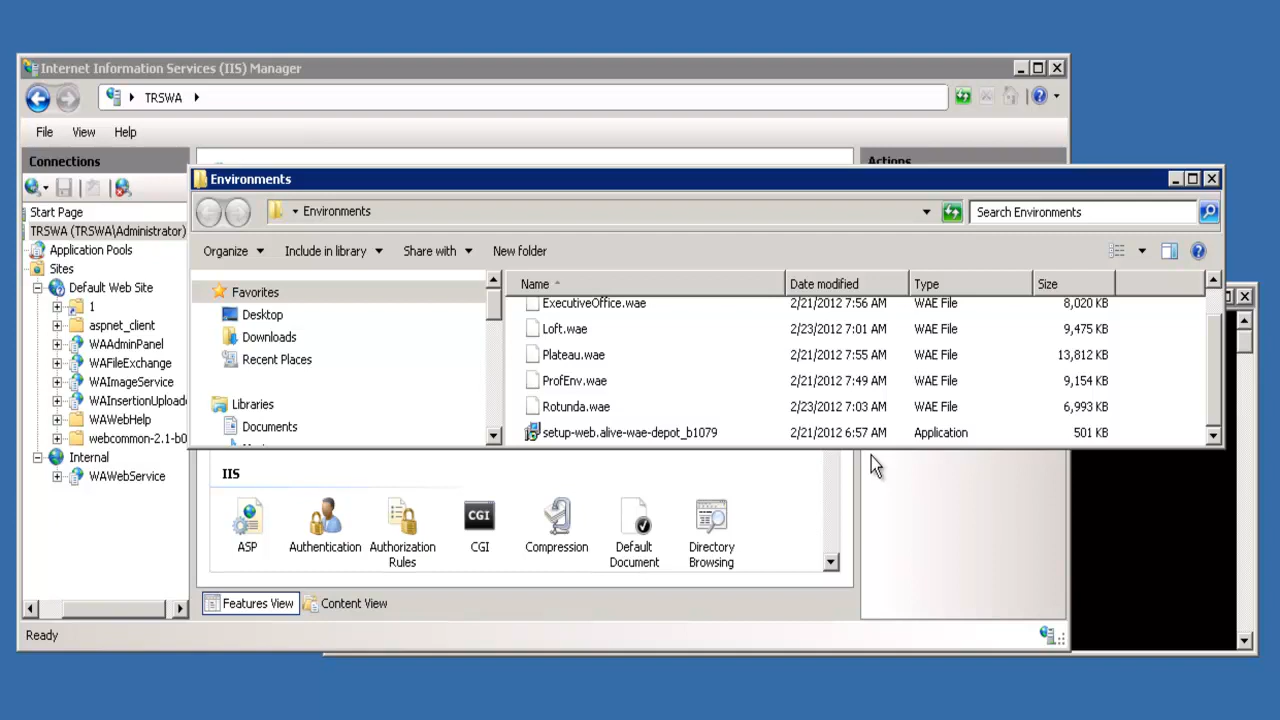 Internet Information Services (IIS) Manager
TRSWA
File View Help
Connections
Actions
Start Page
TRSWA (TRSWA\Administrator)
Application Pools
Sites
Default Web Site
1
aspnet_client
WAAdminPanel
WAFileExchange
WAImageService
WAInsertionUpload
WAWebHelp
webcommon-2.1-b0
Internal
WAWebService
Environments
Environments
Search Environments
Organize Include in library Share with New folder
Favorites
Desktop
Downloads
Recent Places
Libraries
Documents
Name Date modified Type Size
ExecutiveOffice.wae 2/21/2012 7:56 AM WAE File 8,020 KB
Loft.wae 2/23/2012 7:01 AM WAE File 9,475 KB
Plateau.wae 2/21/2012 7:55 AM WAE File 13,812 KB
ProfEnv.wae 2/21/2012 7:49 AM WAE File 9,154 KB
Rotunda.wae 2/23/2012 7:03 AM WAE File 6,993 KB
setup-web.alive-wae-depot_b1079 2/21/2012 6:57 AM Application 501 KB
IIS
CGI
ASP
Authentication
Authorization
Rules
CGI
Compression
Default
Document
Directory
Browsing
Features View Content View
Ready